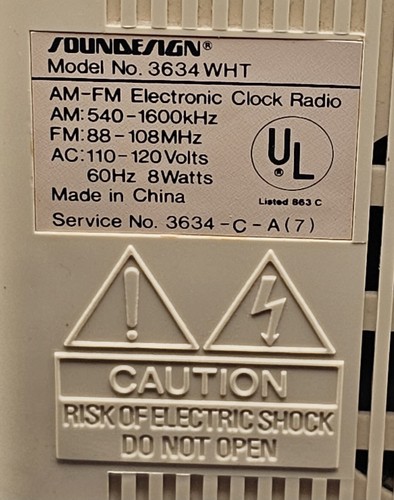 SOUNDESIGN®
Model No. 3634 WHT
AM-FM Electronic Clock Radio
AM: 540-1600kHz
FM: 88-108MHz
AC: 110-120Volts
60Hz 8Watts
Made in China
Service No. 3634-C-A(7)
UL®
Listed 863 C
!
CAUTION
RISK OF ELECTRIC SHOCK
DO NOT OPEN